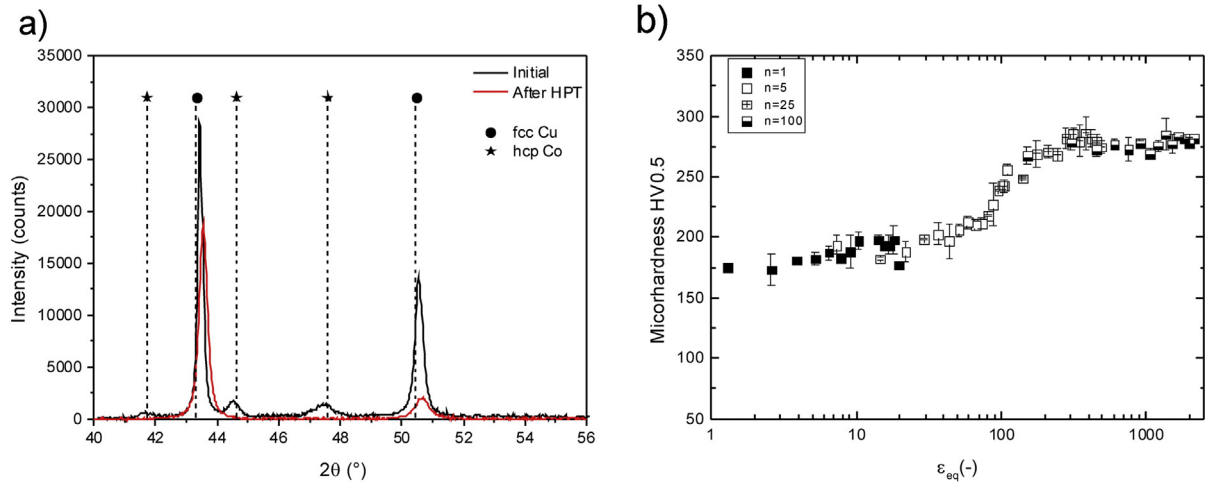 a)
35000
30000
25000
20000
15000
10000
5000
0
Intensity (counts)
40 42 44 46 48 50 52 54 56
2θ (°)
Initial
After HPT
fcc Cu
hcp Co
b)
350
300
250
200
150
100
50
Micorhardness HV0.5
1 10 100 1000
εeq(-)
n=1
n=5
n=25
n=100